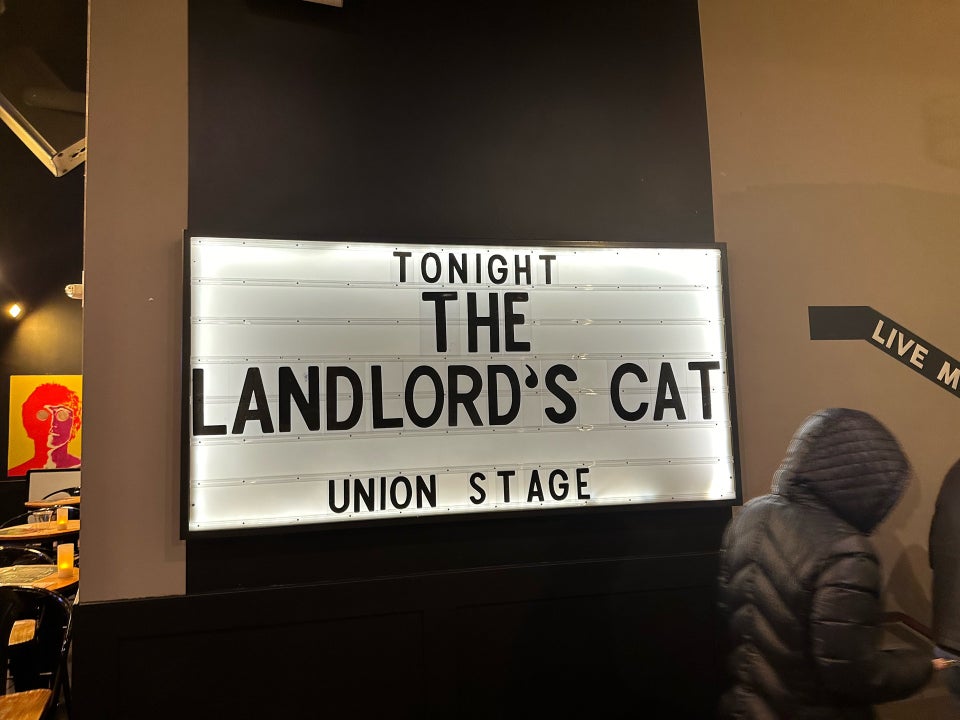 TONIGHT
THE
LANDLORD'S CAT
UNION STAGE
LIVE M